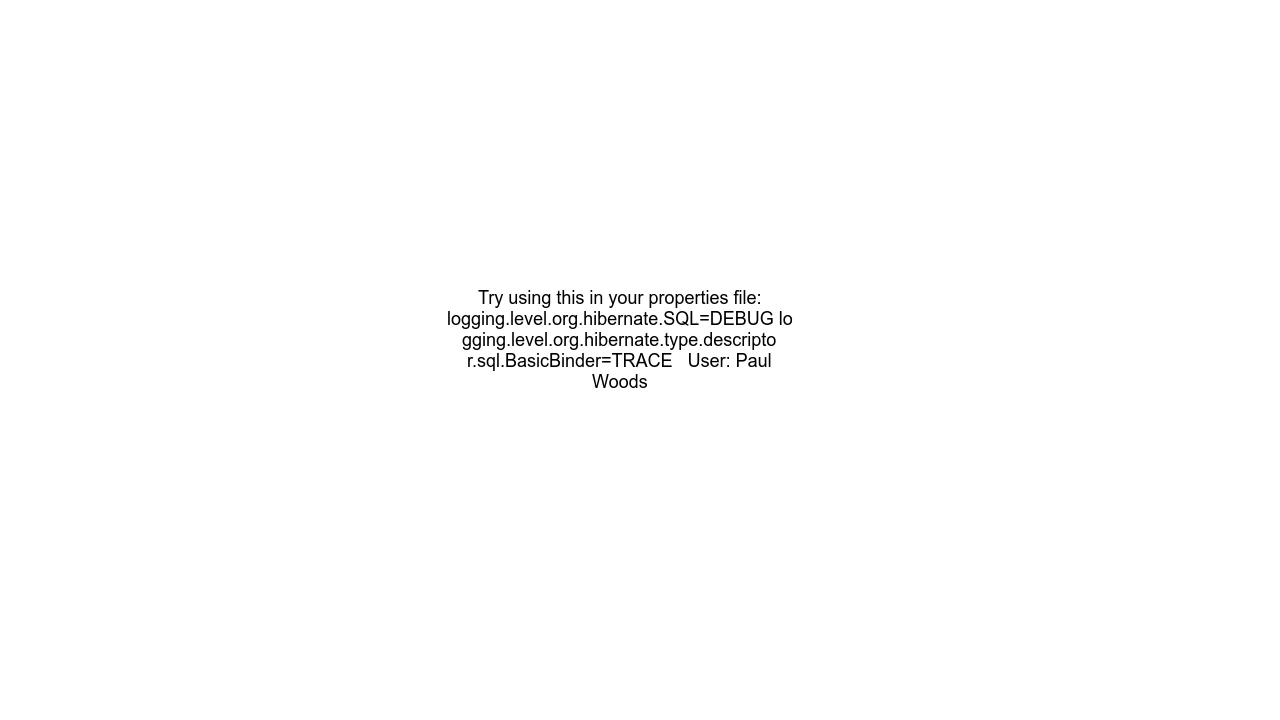 Try using this in your properties file:
logging.level.org.hibernate.SQL=DEBUG lo
gging.level.org.hibernate.type.descripto
r.sql.BasicBinder=TRACE   User: Paul
Woods